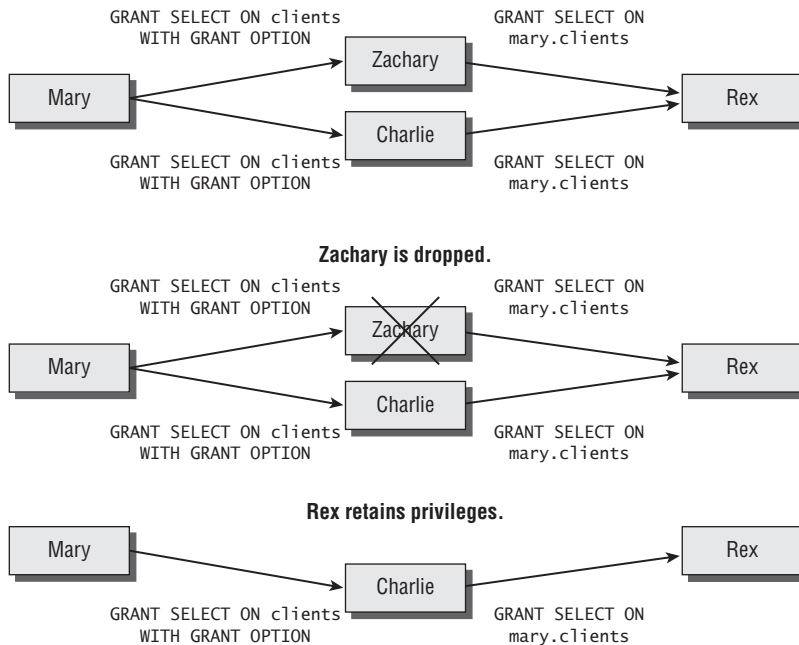 GRANT SELECT ON clients
WITH GRANT OPTION
GRANT SELECT ON
mary.clients
Zachary
Mary
Rex
Charlie
GRANT SELECT ON clients
WITH GRANT OPTION
GRANT SELECT ON
mary.clients
Zachary is dropped.
GRANT SELECT ON clients
WITH GRANT OPTION
GRANT SELECT ON
mary.clients
Zachary
Mary
Rex
Charlie
GRANT SELECT ON clients
WITH GRANT OPTION
GRANT SELECT ON
mary.clients
Rex retains privileges.
Mary
Rex
Charlie
GRANT SELECT ON clients
WITH GRANT OPTION
GRANT SELECT ON
mary.clients